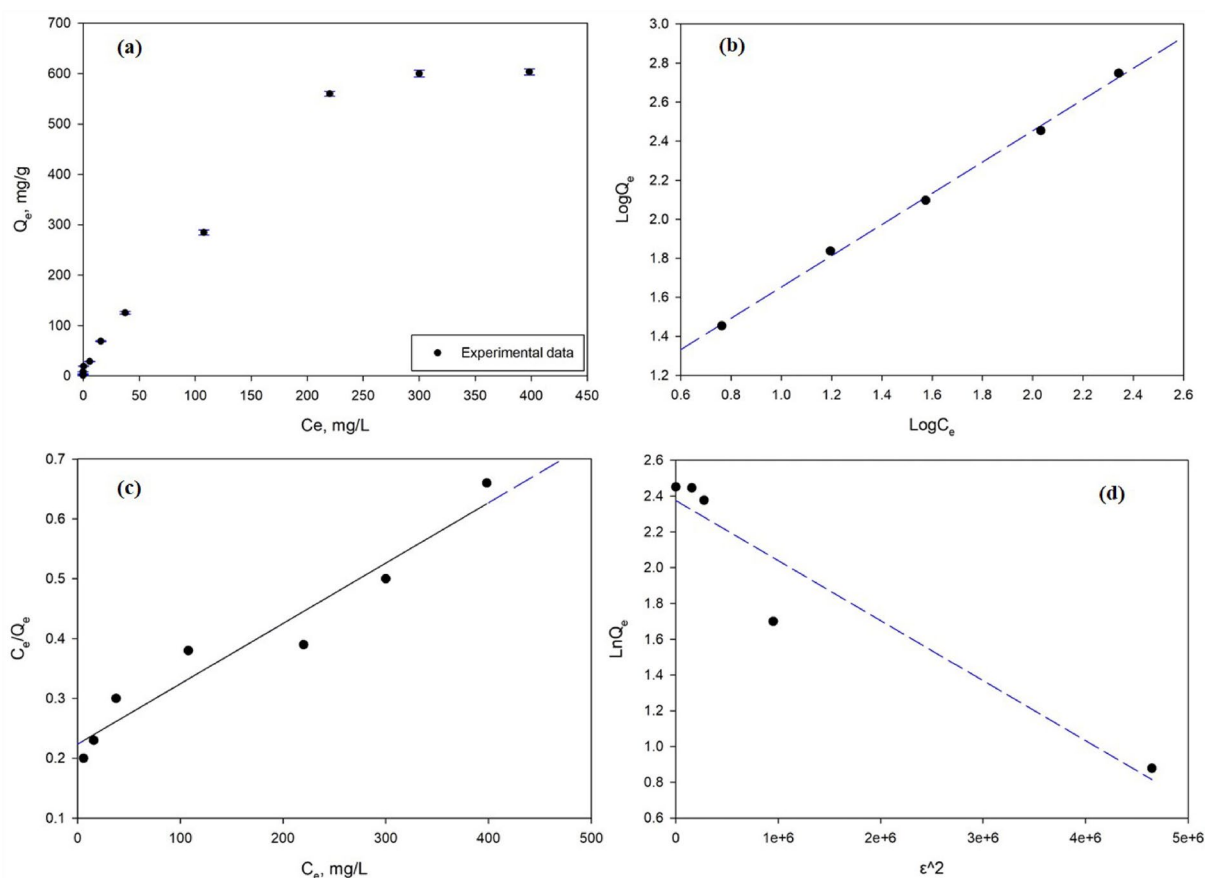 (a)
700
600
500
400
300
200
100
0
Qe, mg/g
Experimental data
0 50 100 150 200 250 300 350 400 450
Ce, mg/L
(b)
3.0
2.8
2.6
2.4
2.2
2.0
1.8
1.6
1.4
1.2
LogQe
0.6 0.8 1.0 1.2 1.4 1.6 1.8 2.0 2.2 2.4 2.6
LogCe
(c)
0.7
0.6
0.5
0.4
0.3
0.2
0.1
Ce/Qe
0 100 200 300 400 500
Ce, mg/L
(d)
2.6
2.4
2.2
2.0
1.8
1.6
1.4
1.2
1.0
0.8
0.6
LnQe
0 1e+6 2e+6 3e+6 4e+6 5e+6
ε^2